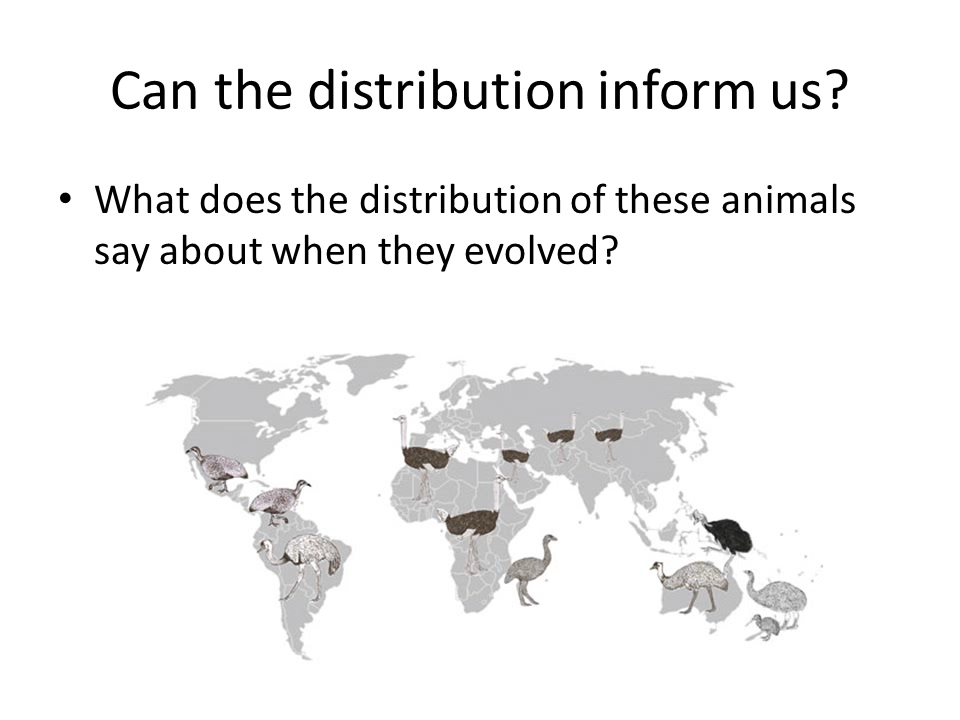 Can the distribution inform us?
• What does the distribution of these animals
say about when they evolved?